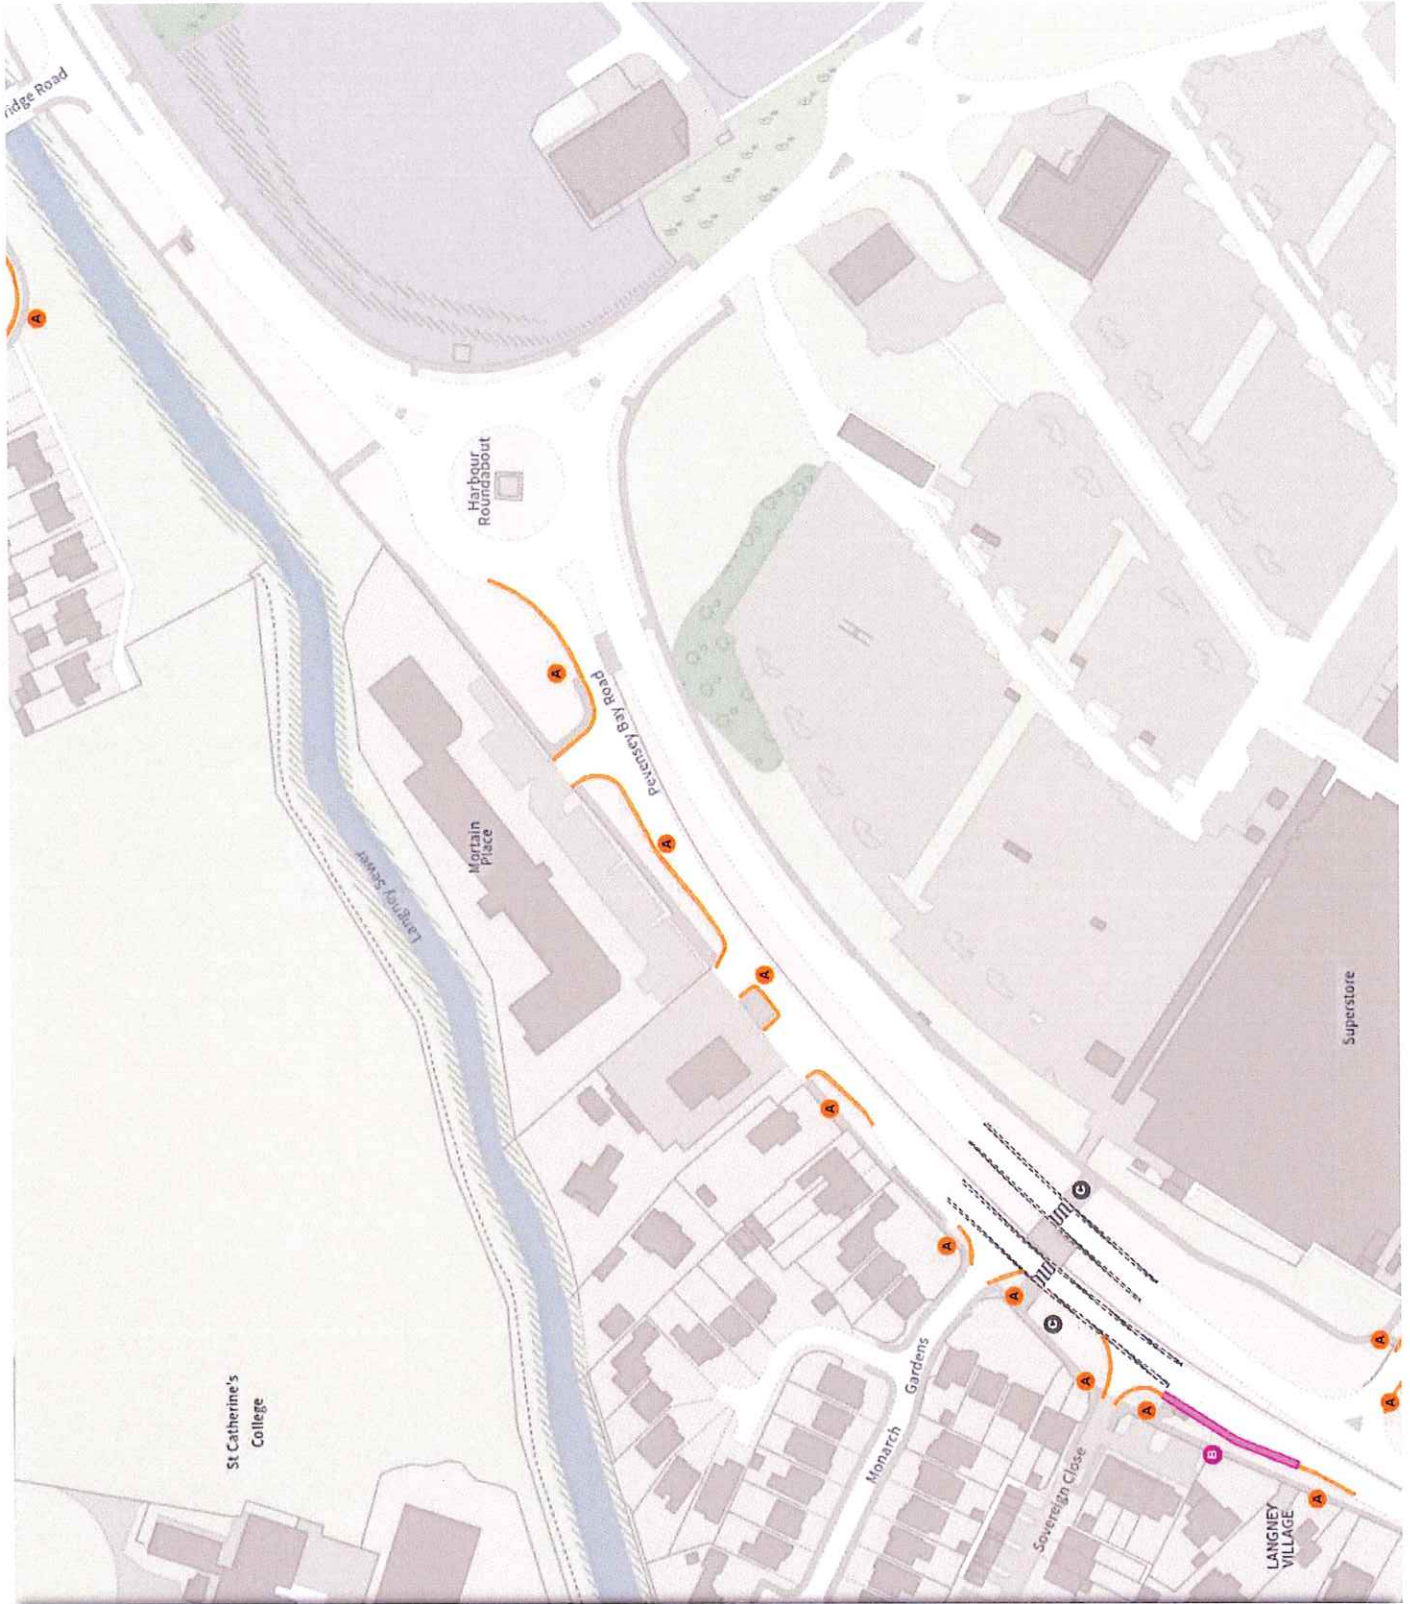 ridge Road
A
Harbour
Roundabout
A
Pevensey Bay Road
A
Mortain
Place
Langney Sewer
A
A
Superstore
A
C
A
C
A
A
A
A
B
A
Monarch
Gardens
Sovereign Close
St Catherine's
College
LANGNEY
VILLAGE